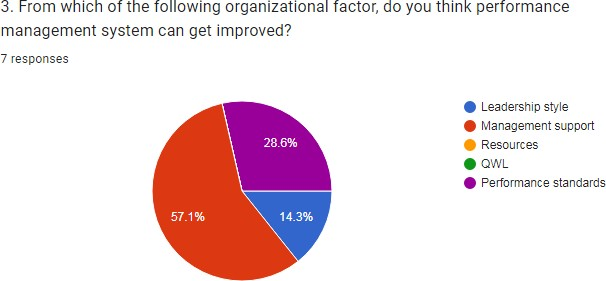 3. From which of the following organizational factor, do you think performance
management system can get improved?
7 responses
28.6%
57.1%
14.3%
Leadership style
Management support
Resources
QWL
Performance standards